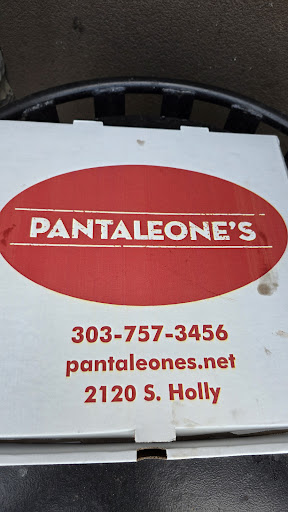 PANTALEONE'S
303-757-3456
pantaleones.net
2120 S. Holly